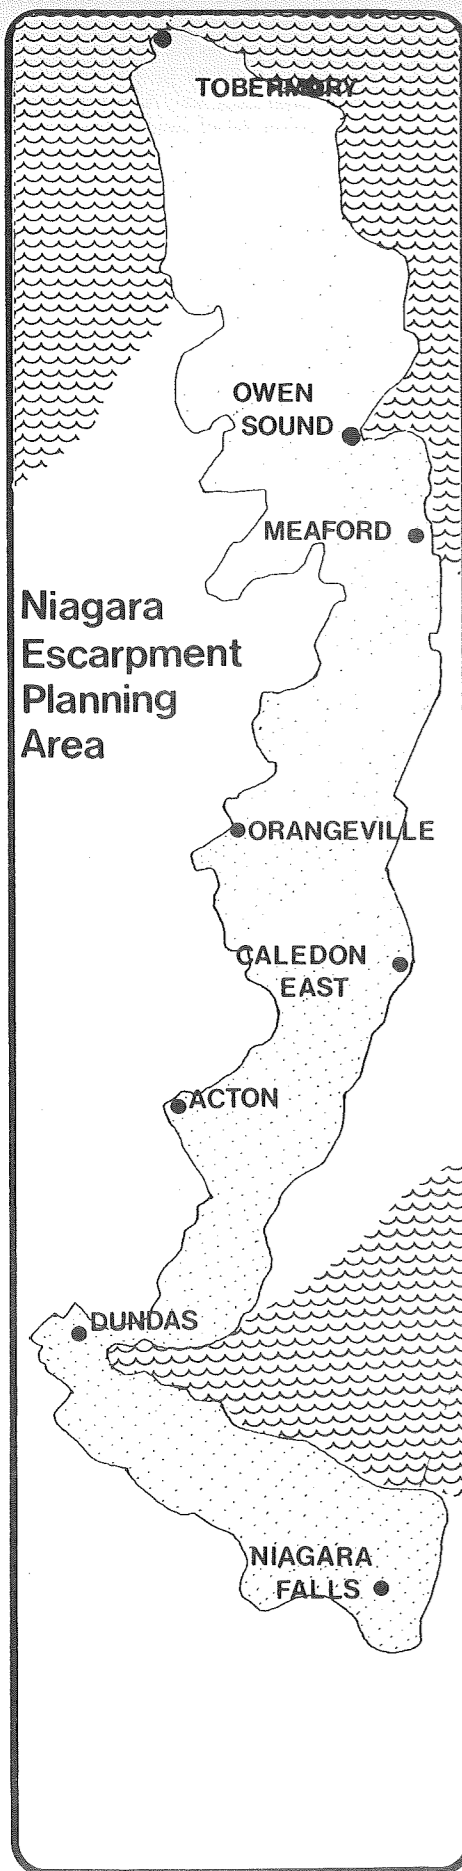 TOBERMORY
OWEN
SOUND
MEAFORD
Niagara
Escarpment
Planning
Area
ORANGEVILLE
CALEDON
EAST
ACTON
DUNDAS
NIAGARA
FALLS